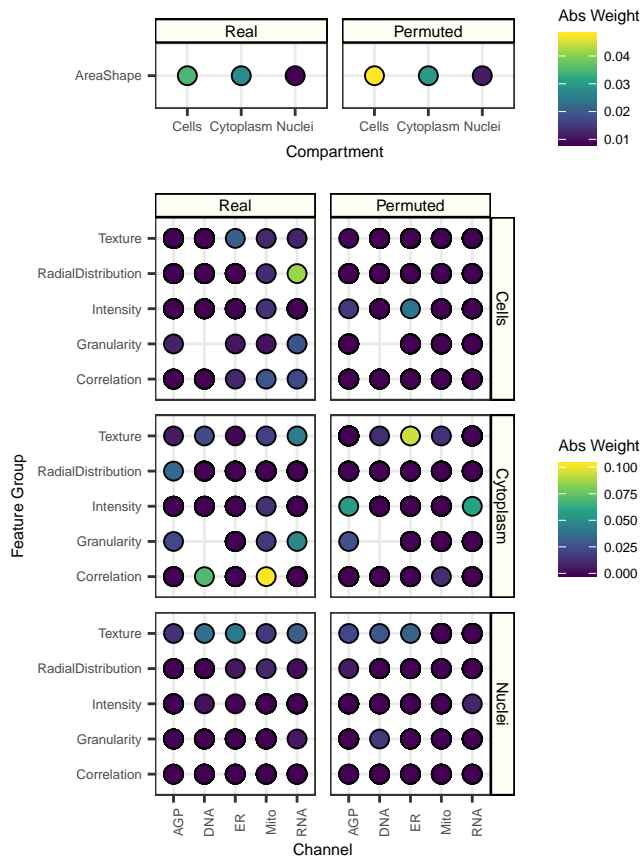 Real Permuted
AreaShape
Cells Cytoplasm Nuclei Cells Cytoplasm Nuclei
Compartment
Abs Weight
0.04
0.03
0.02
0.01
Real Permuted
Feature Group
Texture
RadialDistribution
Intensity
Granularity
Correlation
Cells
Texture
RadialDistribution
Intensity
Granularity
Correlation
Cytoplasm
Texture
RadialDistribution
Intensity
Granularity
Correlation
Nuclei
AGP DNA ER Mito RNA AGP DNA ER Mito RNA
Channel
Abs Weight
0.100
0.075
0.050
0.025
0.000